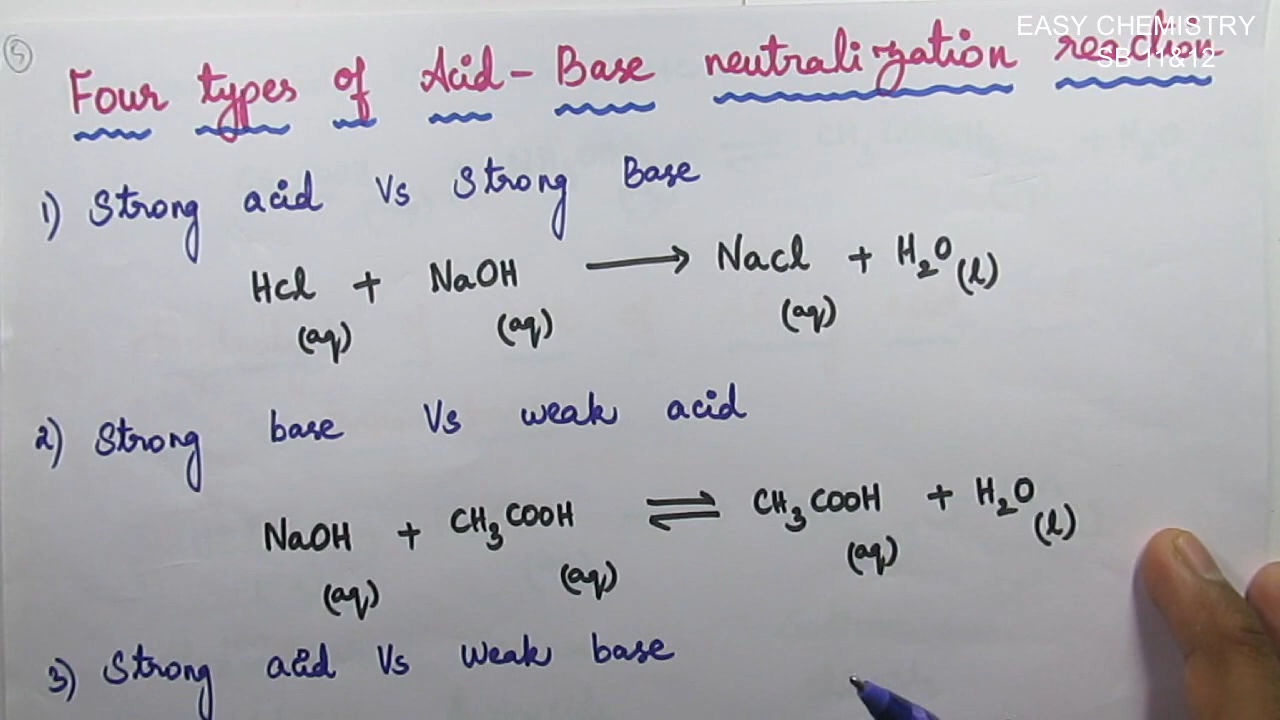 EASY CHEMISTRY
SB 11&12
5
Four types of Acid-Base neutralization reaction
1) Strong acid Vs Strong Base
HCl + NaOH ⟶ NaCl + H₂O (l)
(aq) (aq) (aq)
2) Strong base Vs weak acid
NaOH + CH₃COOH ⇌ CH₃COOH + H₂O (l)
(aq) (aq) (aq)
3) Strong acid Vs Weak base